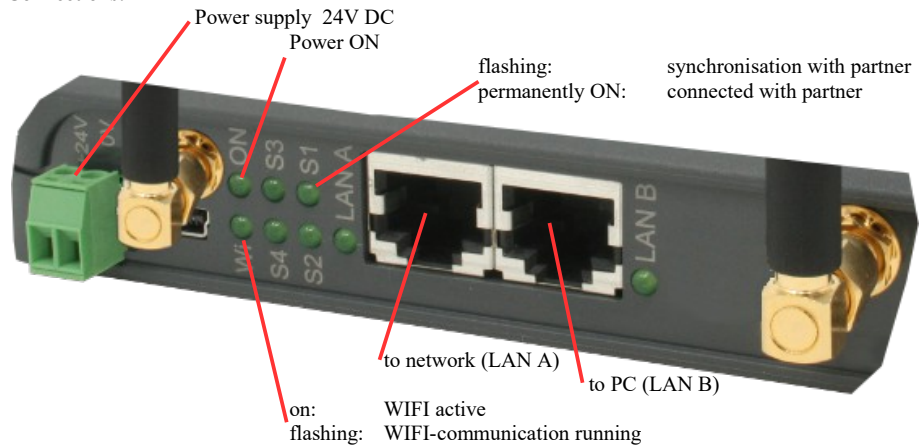 Power supply 24V DC
Power ON
flashing: synchronisation with partner
permanently ON: connected with partner
24V
0V
ON
S3
S1
LAN A
S4
S2
LAN B
to network (LAN A)
to PC (LAN B)
on: WIFI active
flashing: WIFI-communication running